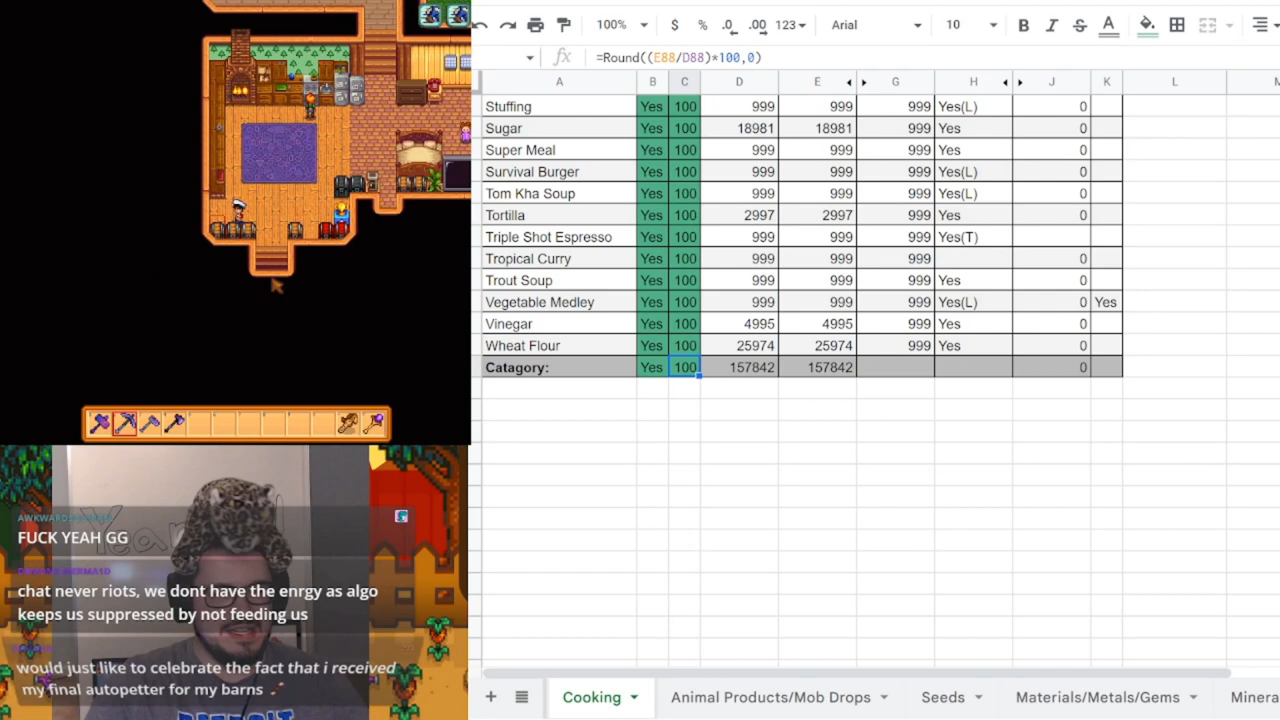 100%
$
%
.0
.00
123
Arial
10
B
I
S
A
fx
=Round((E88/D88)*100,0)
A B C G H J K L
Stuffing Yes 100 999 999 999 Yes(L)
Sugar Yes 100 18981 18981 999 Yes 0
Super Meal Yes 100 999 999 999 Yes
Survival Burger Yes 100 999 999 999 Yes(L) 0
Tom Kha Soup Yes 100 999 999 999 Yes(L) 0
Tortilla Yes 100 2997 2997 999 Yes 0
Triple Shot Espresso Yes 100 999 999 999 Yes(T)
Tropical Curry Yes 100 999 999 999 0
Trout Soup Yes 100 999 999 999 Yes 0
Vegetable Medley Yes 100 999 999 999 Yes(L) 0 Yes
Vinegar Yes 100 4995 4995 999 Yes 0
Wheat Flour Yes 100 25974 25974 999 Yes 0
Catagory: Yes 100 157842 157842 0
FUCK YEAH GG
chat never riots, we dont have the enrgy as algo
keeps us suppressed by not feeding us
would just like to celebrate the fact that i received
my final autopetter for my barns
Cooking
Animal Products/Mob Drops
Seeds
Materials/Metals/Gems
Minera